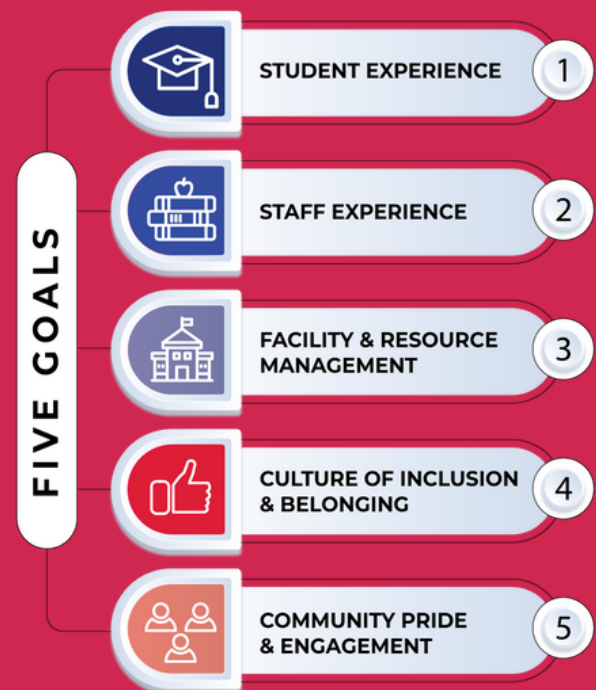 FIVE GOALS
STUDENT EXPERIENCE
1
STAFF EXPERIENCE
2
FACILITY & RESOURCE
MANAGEMENT
3
CULTURE OF INCLUSION
& BELONGING
4
COMMUNITY PRIDE
& ENGAGEMENT
5